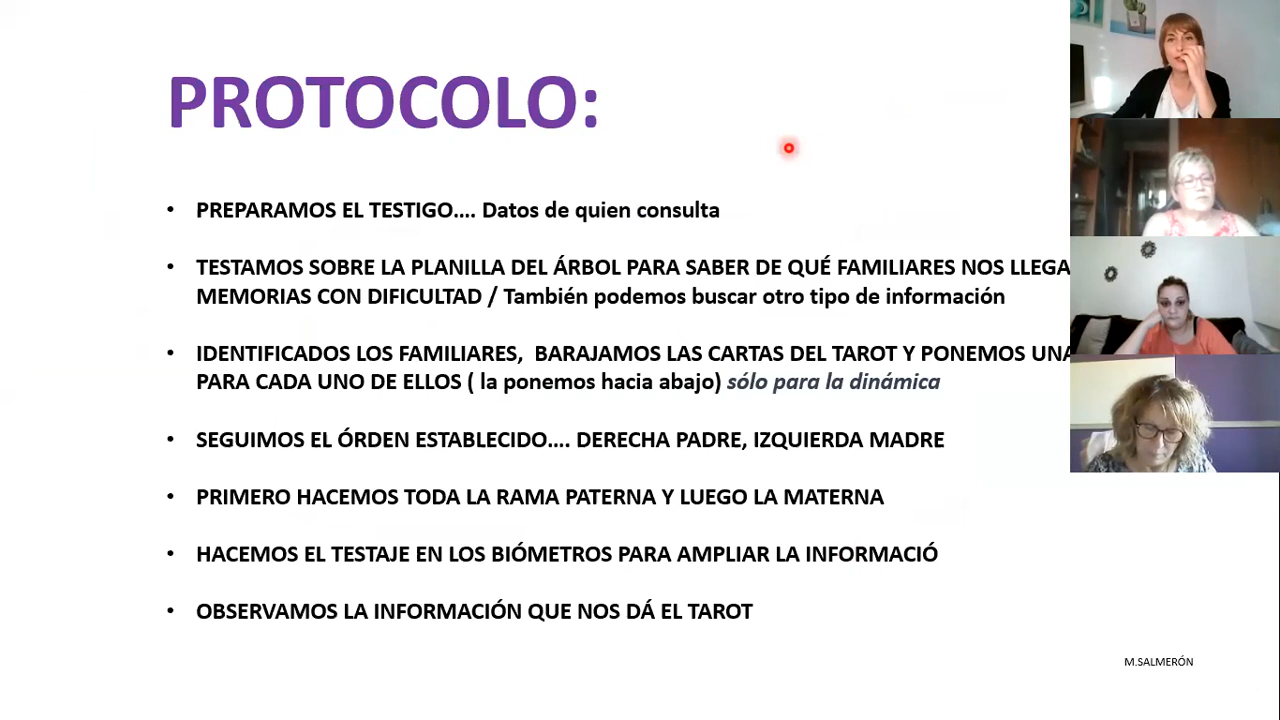 PROTOCOLO:
• PREPARAMOS EL TESTIGO.... Datos de quien consulta
• TESTAMOS SOBRE LA PLANILLA DEL ÁRBOL PARA SABER DE QUÉ FAMILIARES NOS LLEGA
MEMORIAS CON DIFICULTAD / También podemos buscar otro tipo de información
• IDENTIFICADOS LOS FAMILIARES, BARAJAMOS LAS CARTAS DEL TAROT Y PONEMOS UNA
PARA CADA UNO DE ELLOS ( la ponemos hacia abajo) sólo para la dinámica
• SEGUIMOS EL ÓRDEN ESTABLECIDO.... DERECHA PADRE, IZQUIERDA MADRE
• PRIMERO HACEMOS TODA LA RAMA PATERNA Y LUEGO LA MATERNA
• HACEMOS EL TESTAJE EN LOS BIÓMETROS PARA AMPLIAR LA INFORMACIÓ
• OBSERVAMOS LA INFORMACIÓN QUE NOS DÁ EL TAROT
M.SALMERÓN